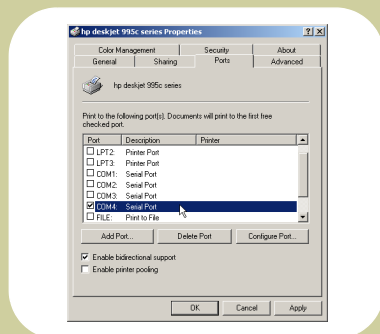 hp deskjet 995c series Properties
Color Management Security About
General Sharing Ports Advanced
hp deskjet 995c series
Print to the following port(s). Documents will print to the first free
checked port.
Port Description Printer
LPT2: Printer Port
LPT3: Printer Port
COM1: Serial Port
COM2: Serial Port
COM3: Serial Port
COM4: Serial Port
FILE: Print to File
Add Port... Delete Port Configure Port...
Enable bidirectional support
Enable printer pooling
OK Cancel Apply